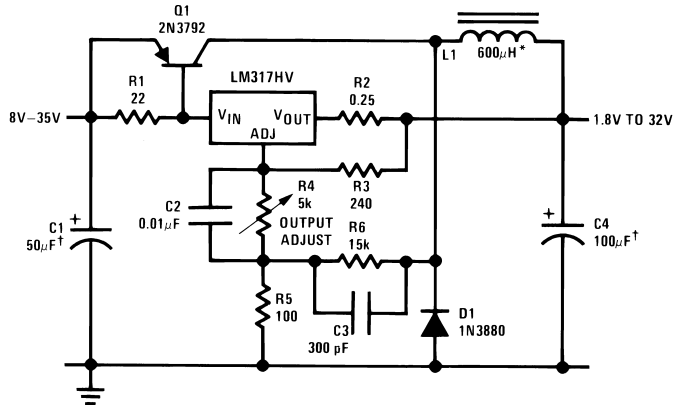 Q1
2N3792
L1
600μH*
R1
22
LM317HV
R2
0.25
8V–35V
VIN
VOUT
ADJ
1.8V TO 32V
R4
5k
R3
240
C2
0.01μF
OUTPUT
ADJUST
R6
15k
C1
+
50μF†
+
C4
100μF†
R5
100
C3
300 pF
D1
1N3880